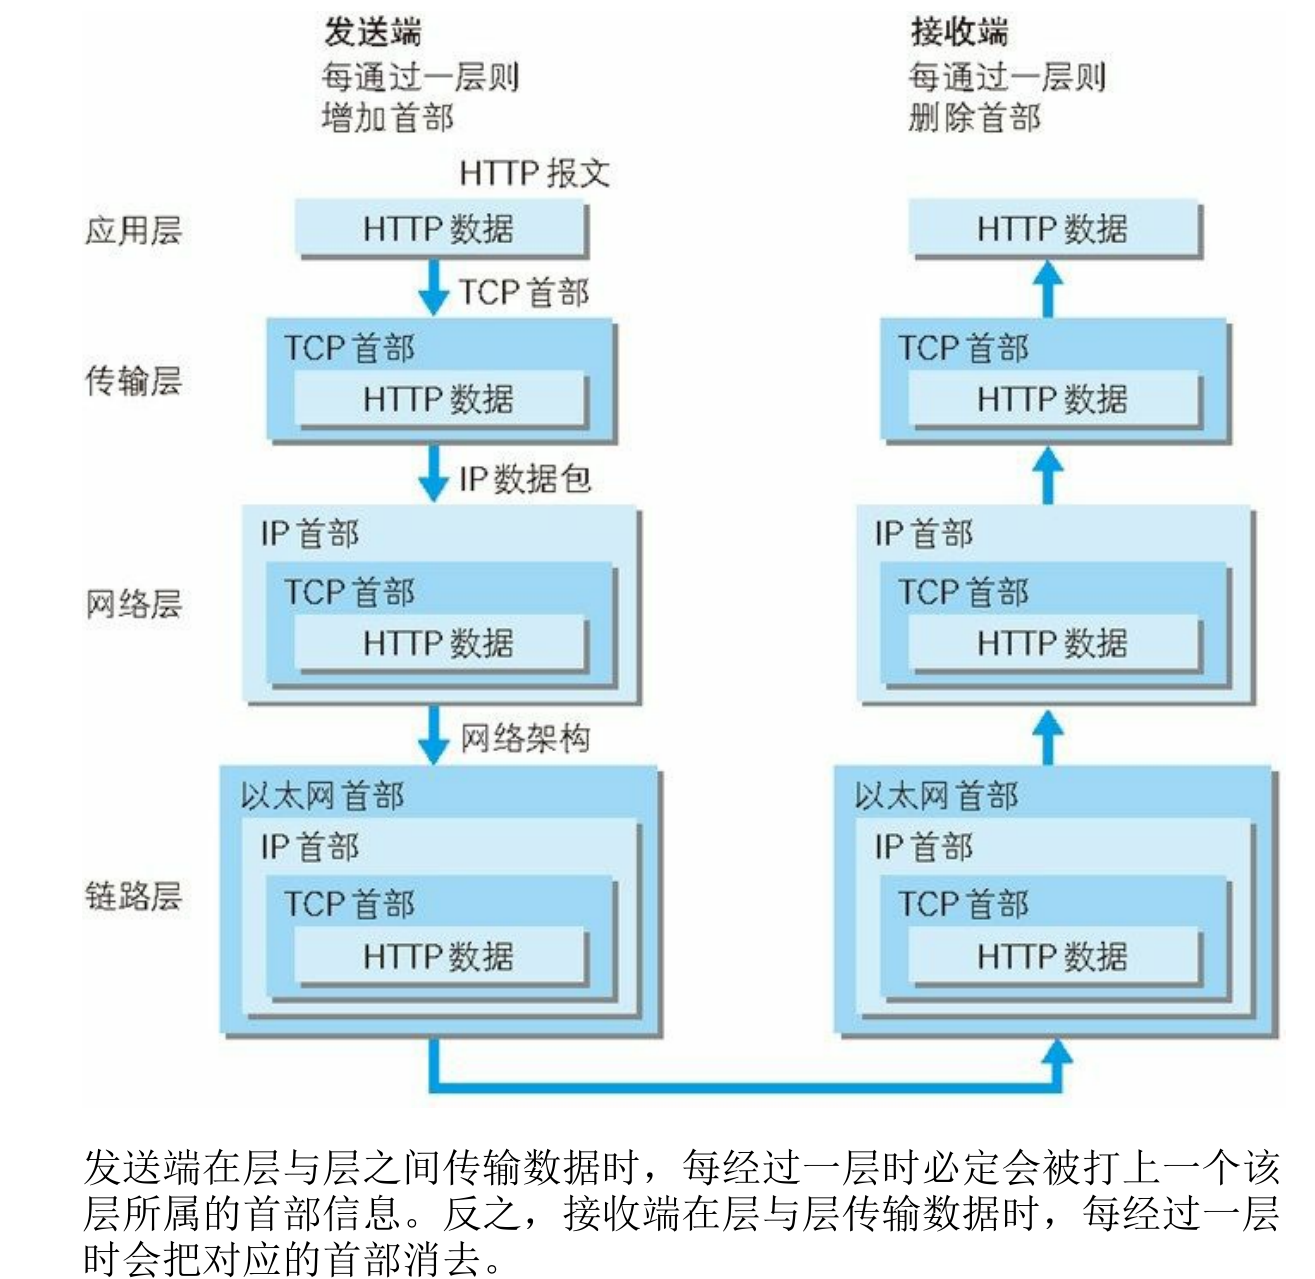 发送端
每通过一层则
增加首部
接收端
每通过一层则
删除首部
HTTP 报文
应用层
HTTP 数据
HTTP 数据
TCP 首部
传输层
TCP 首部
HTTP 数据
TCP 首部
HTTP 数据
IP 数据包
网络层
IP 首部
TCP 首部
HTTP 数据
IP 首部
TCP 首部
HTTP 数据
网络架构
链路层
以太网首部
IP 首部
TCP 首部
HTTP 数据
以太网首部
IP 首部
TCP 首部
HTTP 数据
发送端在层与层之间传输数据时，每经过一层时必定会被打上一个该
层所属的首部信息。反之，接收端在层与层传输数据时，每经过一层
时会把对应的首部消去。